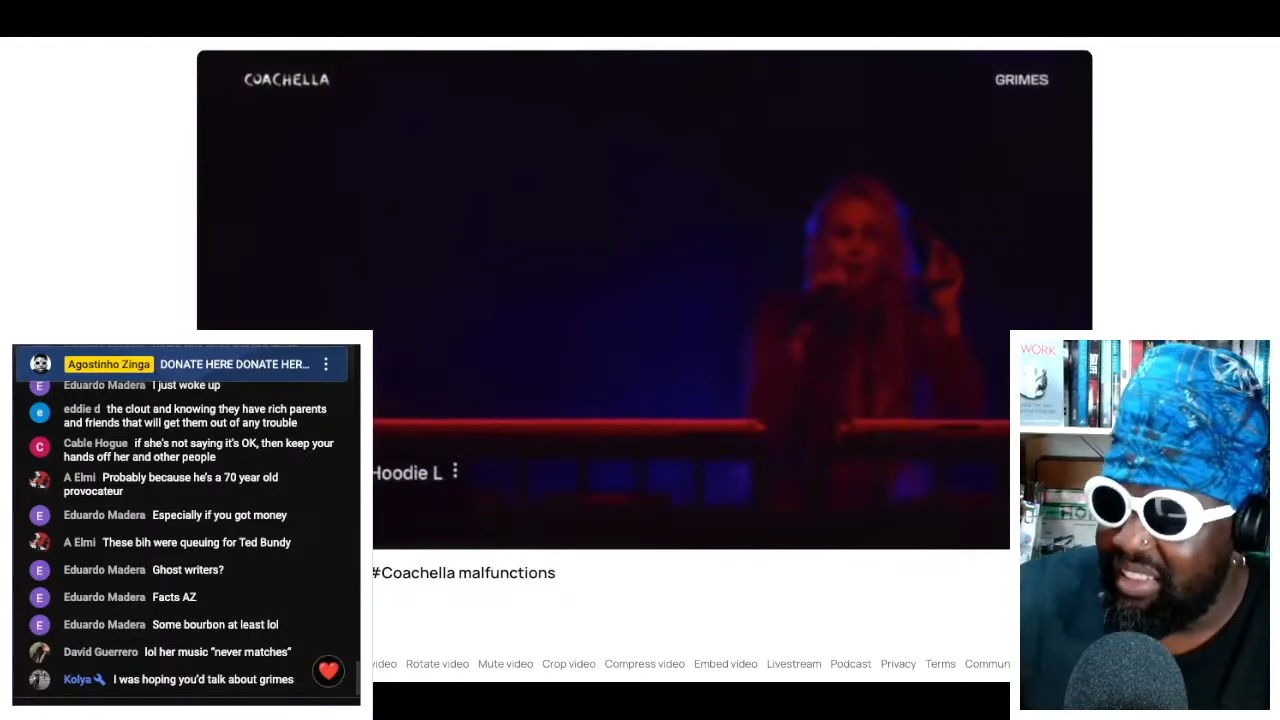 COACHELLA
GRIMES
Agostinho Zinga DONATE HERE DONATE HER...
Eduardo Madera I just woke up
eddie d the clout and knowing they have rich parents
and friends that will get them out of any trouble
Cable Hogue if she's not saying it's OK, then keep your
hands off her and other people
A Elmi Probably because he's a 70 year old
provocateur
Eduardo Madera Especially if you got money
A Elmi These bih were queuing for Ted Bundy
Eduardo Madera Ghost writers?
Eduardo Madera Facts AZ
Eduardo Madera Some bourbon at least lol
David Guerrero lol her music “never matches”
Kolya I was hoping you'd talk about grimes
Hoodie L
#Coachella malfunctions
video Rotate video Mute video Crop video Compress video Embed video Livestream Podcast Privacy Terms Commun
WORK